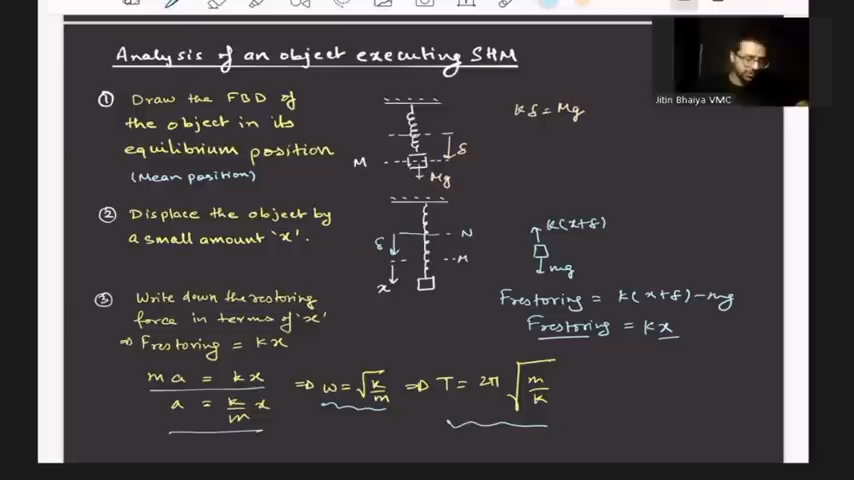 Analysis of an object executing SHM
① Draw the FBD of
the object in its
equilibrium position
(Mean position)
M
δ
Mg
kδ = Mg
② Displace the object by
a small amount 'x'.
δ
x
N
M
k(x+δ)
mg
③ Write down the restoring
force in terms of 'x'
⇒ Frestoring = kx
Frestoring = k(x+δ)-mg
Frestoring = kx
ma = kx
a = k/m x
⇒ ω = √k/m ⇒ T = 2π √m/k
Jitin Bhaiya VMC